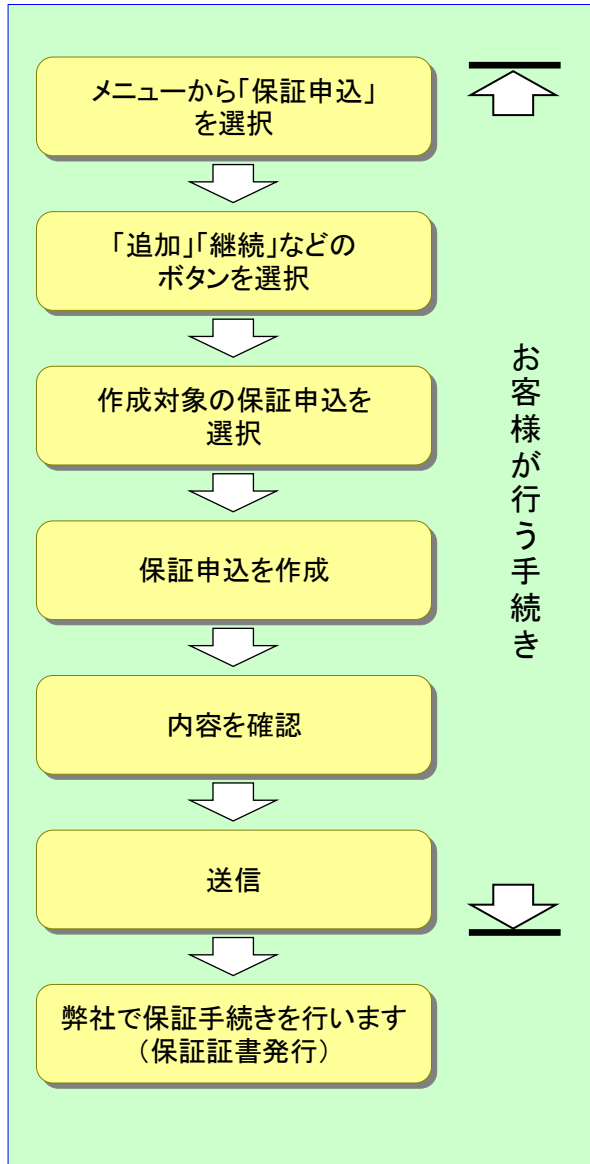 メニューから「保証申込」
を選択
「追加」「継続」などの
ボタンを選択
作成対象の保証申込を
選択
保証申込を作成
内容を確認
送信
弊社で保証手続きを行います
（保証証書発行）
お客様が行う手続き